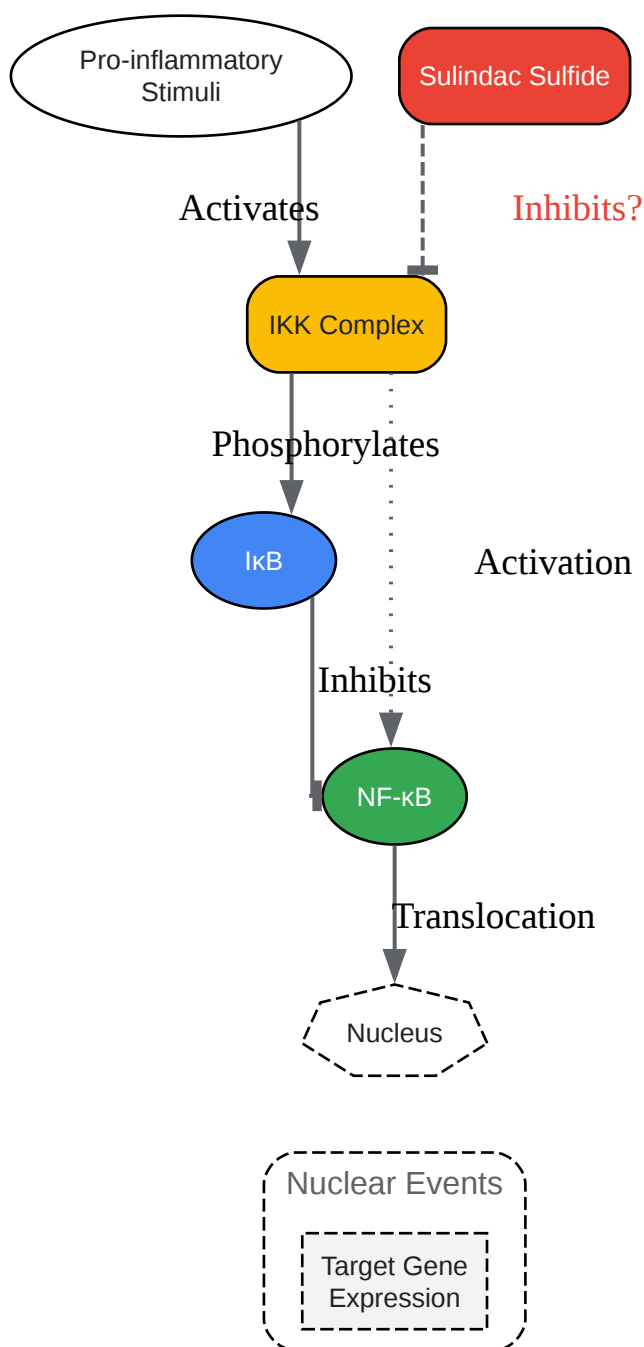 Pro-inflammatory
Stimuli
Sulindac Sulfide
Activates
Inhibits?
IKK Complex
Phosphorylates
IκB
Activation
Inhibits
NF-κB
Translocation
Nucleus
Nuclear Events
Target Gene
Expression